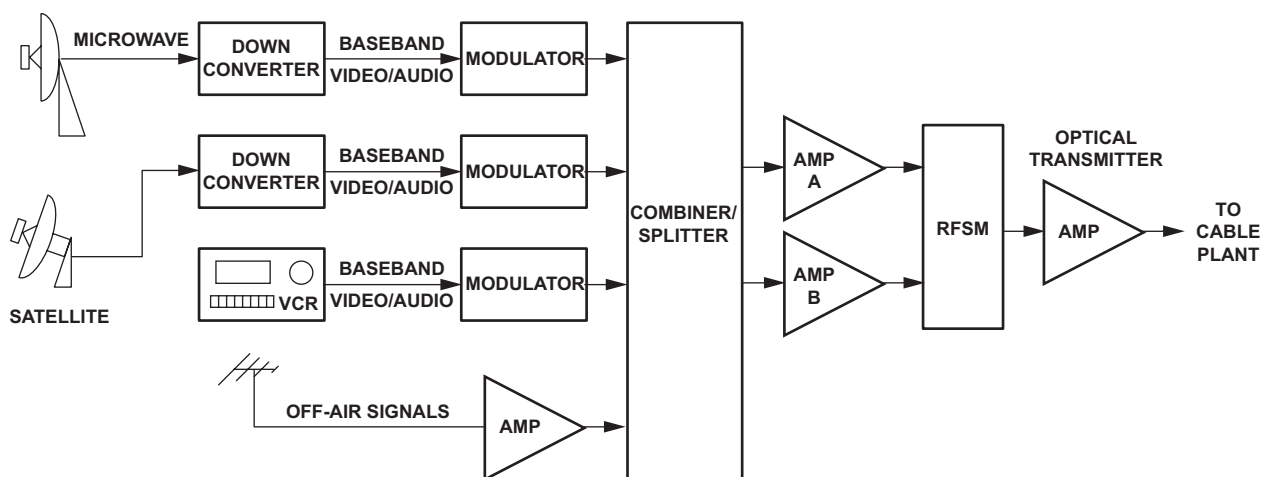 MICROWAVE
DOWN
CONVERTER
BASEBAND
VIDEO/AUDIO
MODULATOR
DOWN
CONVERTER
BASEBAND
VIDEO/AUDIO
MODULATOR
SATELLITE
VCR
BASEBAND
VIDEO/AUDIO
MODULATOR
OFF-AIR SIGNALS
AMP
COMBINER/
SPLITTER
AMP
A
AMP
B
RFSM
OPTICAL
TRANSMITTER
AMP
TO
CABLE
PLANT